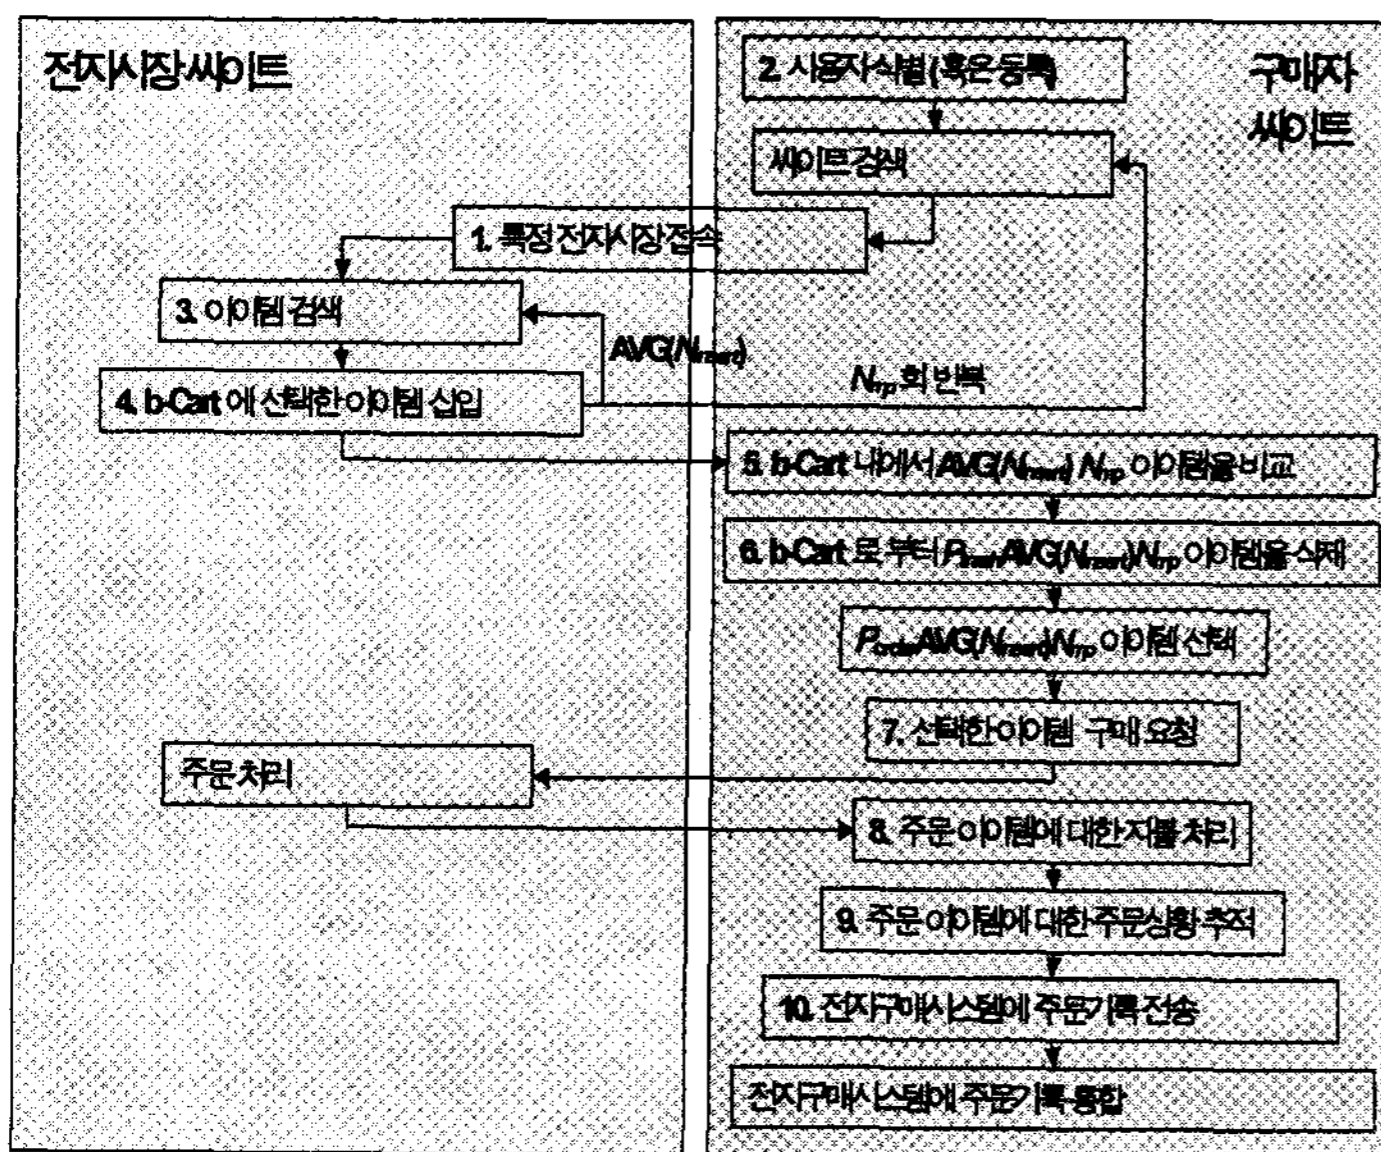 전자시장 싸이트
구매자
싸이트
2. 사용자 식별 (혹은 등록)
싸이트 검색
1. 특정 전자시장 접속
3. 아이템 검색
AVG(Ninsert)
4. b-Cart 에 선택한 아이템 삽입
Nrrp 회 반복
5. b-Cart 내에서 AVG(Ninsert) Nrrp 아이템을 비교
6. b-Cart 로 부터 Ptrash AVG(Ninsert)Nrrp 아이템을 삭제
Porder AVG(Ninsert)Nrrp 아이템 선택
7. 선택한 아이템 구매 요청
주문 처리
8. 주문 아이템에 대한 지불 처리
9. 주문 아이템에 대한 주문상황 추적
10. 전자구매시스템에 주문기록 전송
전자구매시스템에 주문기록 통합